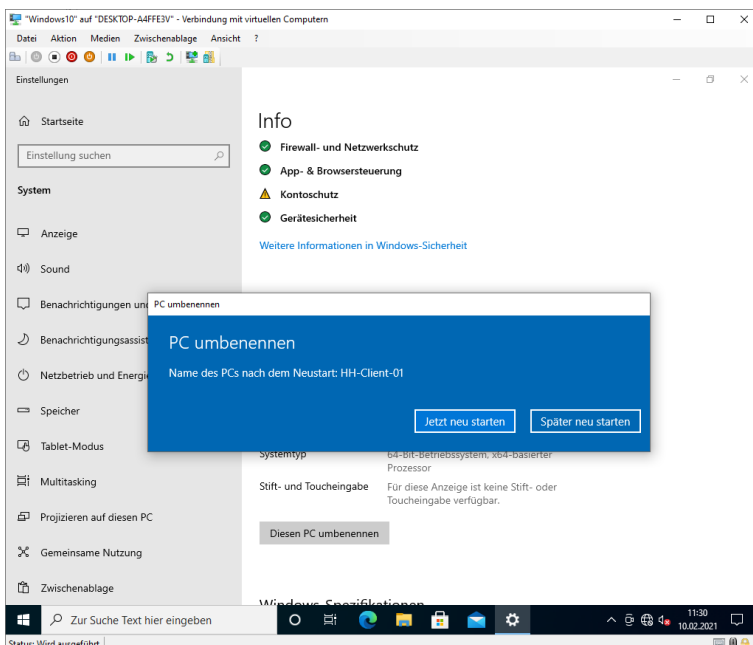 "Windows10" auf "DESKTOP-A4FFE3V" - Verbindung mit virtuellen Computern
Datei Aktion Medien Zwischenablage Ansicht ?
Einstellungen
Startseite
Einstellung suchen
System
Anzeige
Sound
Benachrichtigungen und
Benachrichtigungsassist
Netzbetrieb und Energi
Speicher
Tablet-Modus
Multitasking
Projizieren auf diesen PC
Gemeinsame Nutzung
Zwischenablage
Info
Firewall- und Netzwerkschutz
App- & Browsersteuerung
Kontoschutz
Gerätesicherheit
Weitere Informationen in Windows-Sicherheit
PC umbenennen
PC umbenennen
Name des PCs nach dem Neustart: HH-Client-01
Jetzt neu starten Später neu starten
Systemtyp 64-Bit-Betriebssystem, x64-basierter
Prozessor
Stift- und Toucheingabe Für diese Anzeige ist keine Stift- oder
Toucheingabe verfügbar.
Diesen PC umbenennen
Windows-Spezifikationen
Zur Suche Text hier eingeben
11:30
10.02.2021
Status: Wird ausgeführt